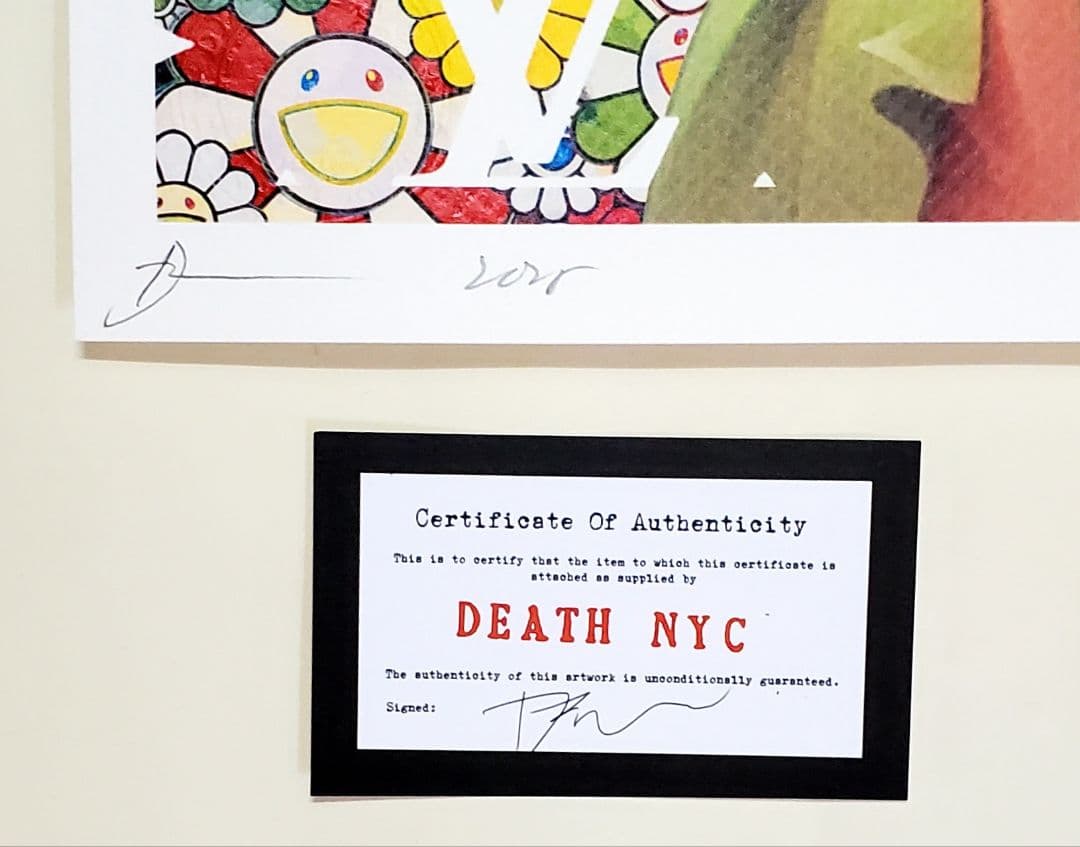 2020
Certificate Of Authenticity
This is to certify that the item to which this certificate is
attached as supplied by
DEATH NYC
The authenticity of this artwork is unconditionally guaranteed.
Signed: